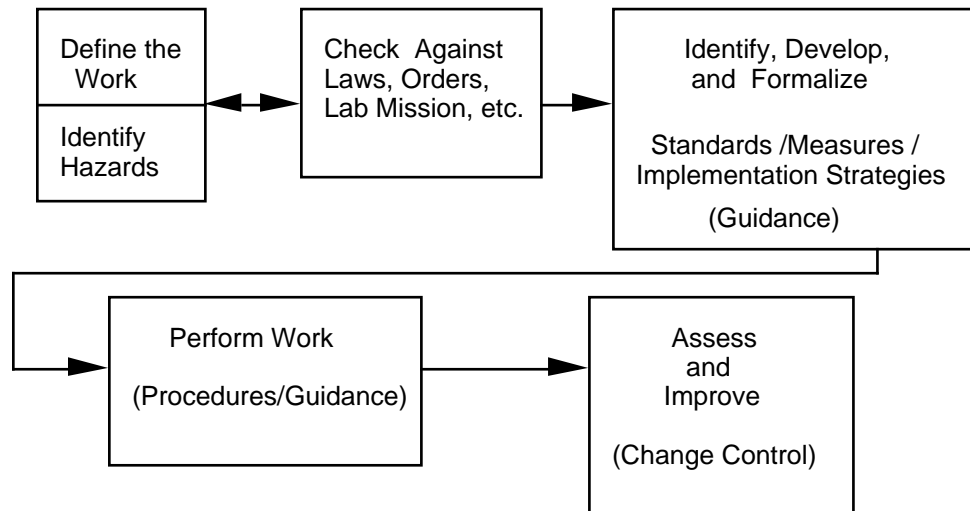 Define the
Work
Identify
Hazards
Check Against
Laws, Orders,
Lab Mission, etc.
Identify, Develop,
and Formalize
Standards /Measures /
Implementation Strategies
(Guidance)
Perform Work
(Procedures/Guidance)
Assess
and
Improve
(Change Control)